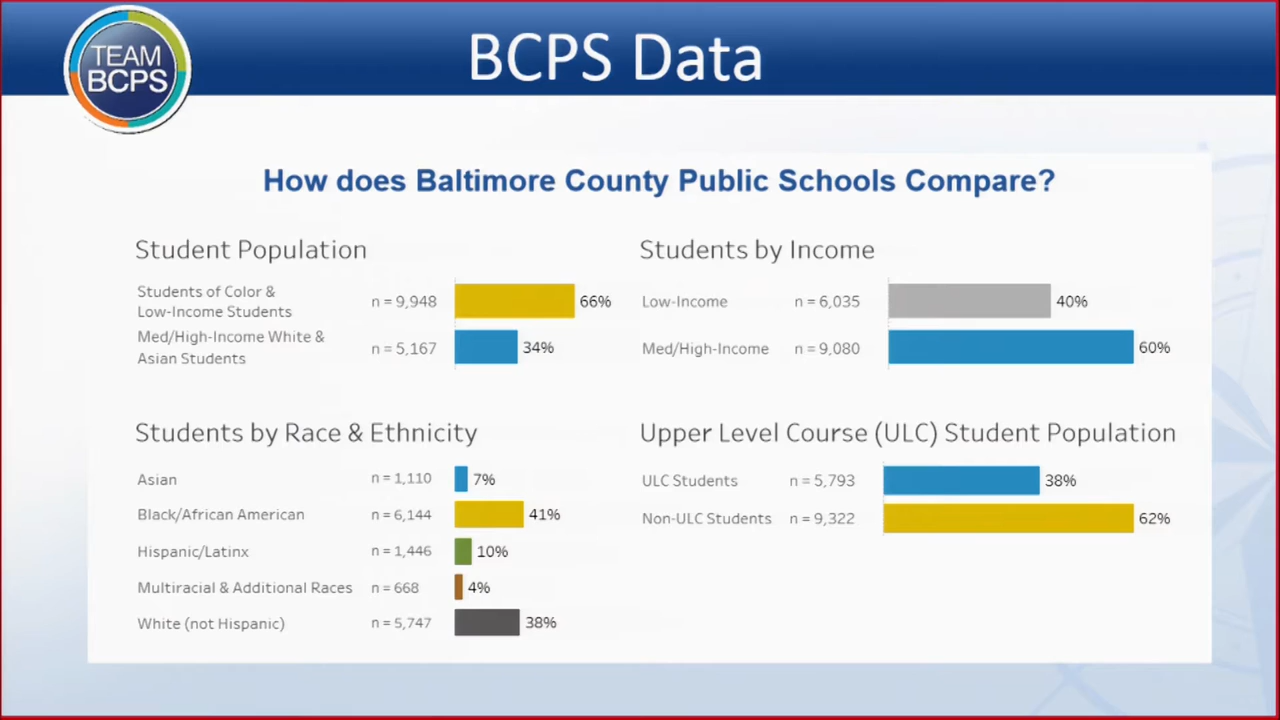 TEAM
BCPS
BCPS Data
How does Baltimore County Public Schools Compare?
Student Population
Students of Color &
Low-Income Students
n = 9,948
66%
Med/High-Income White &
Asian Students
n = 5,167
34%
Students by Income
Low-Income
n = 6,035
40%
Med/High-Income
n = 9,080
60%
Students by Race & Ethnicity
Asian
n = 1,110
7%
Black/African American
n = 6,144
41%
Hispanic/Latinx
n = 1,446
10%
Multiracial & Additional Races
n = 668
4%
White (not Hispanic)
n = 5,747
38%
Upper Level Course (ULC) Student Population
ULC Students
n = 5,793
38%
Non-ULC Students
n = 9,322
62%